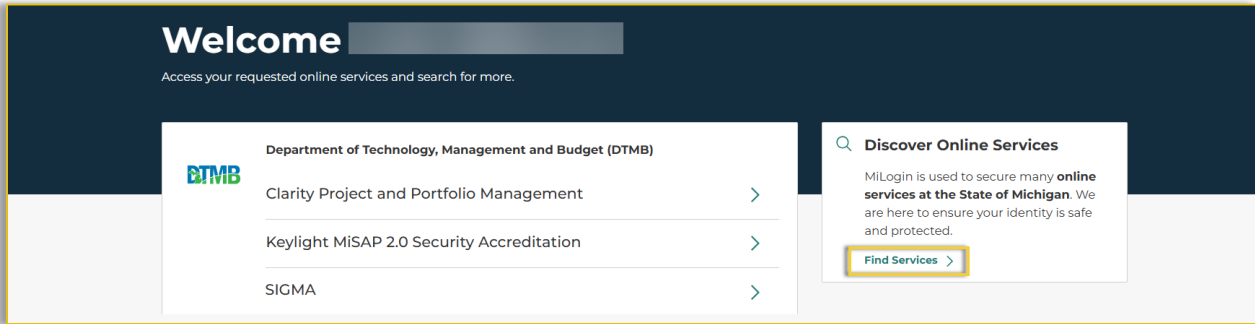 Welcome
Access your requested online services and search for more.
DTMB
Department of Technology, Management and Budget (DTMB)
Clarity Project and Portfolio Management
Keylight MiSAP 2.0 Security Accreditation
SIGMA
Discover Online Services
MiLogin is used to secure many online
services at the State of Michigan. We
are here to ensure your identity is safe
and protected.
Find Services